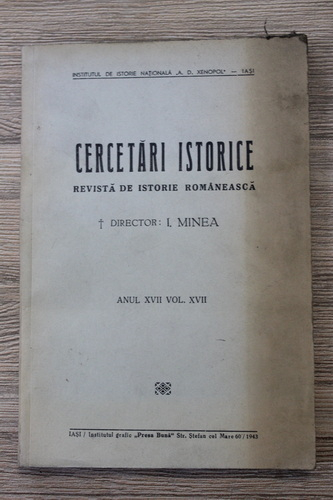 INSTITUTUL DE ISTORIE NAŢIONALĂ „A. D. XENOPOL" — IAŞI
CERCETĂRI ISTORICE
REVISTĂ DE ISTORIE ROMÂNEASCĂ
† DIRECTOR: I. MINEA
ANUL XVII VOL. XVII
IAŞI / Institutul grafic „Presa Bună" Str. Ştefan cel Mare 60 / 1943